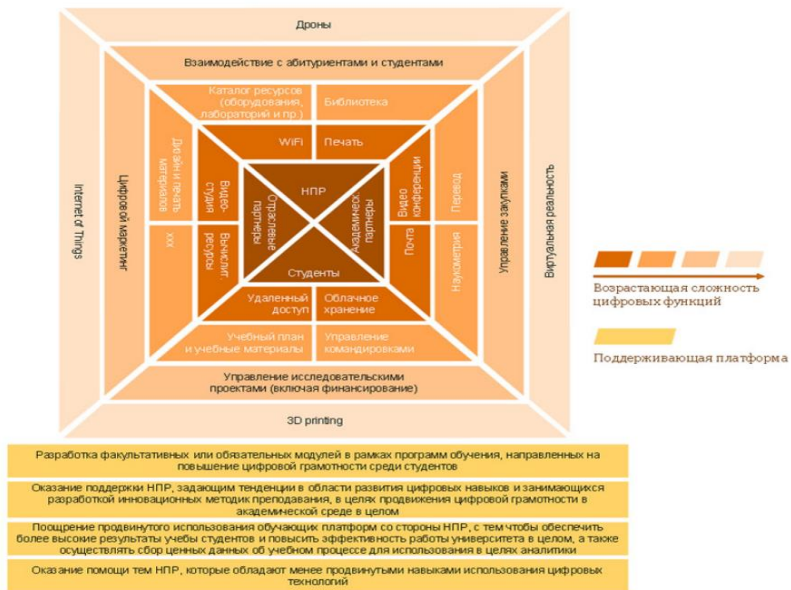 Дроны
Взаимодействие с абитуриентами и студентами
Каталог ресурсов
(оборудования,
лабораторий и пр.)
Библиотека
WiFi
Печать
Internet of Things
Цифровой маркетинг
Дизайн и печать
материалов
xxx
Видео-
студия
Вычислит.
ресурсы
Отраслевые
партнеры
НПР
Академическ.
партнеры
Студенты
Видео
конференции
Почта
Перевод
Наукометрия
Управление закупками
Виртуальная реальность
Удаленный
доступ
Облачное
хранение
Учебный план
и учебные материалы
Управление
командировками
Управление исследовательскими
проектами (включая финансирование)
3D printing
Возрастающая сложность
цифровых функций
Поддерживающая платформа
Разработка факультативных или обязательных модулей в рамках программ обучения, направленных на
повышение цифровой грамотности среди студентов
Оказание поддержки НПР, задающим тенденции в области развития цифровых навыков и занимающихся
разработкой инновационных методик преподавания, в целях продвижения цифровой грамотности в
академической среде в целом
Поощрение продвинутого использования обучающих платформ со стороны НПР, с тем чтобы обеспечить
более высокие результаты учебы студентов и повысить эффективность работы университета в целом, а также
осуществлять сбор ценных данных об учебном процессе для использования в целях аналитики
Оказание помощи тем НПР, которые обладают менее продвинутыми навыками использования цифровых
технологий